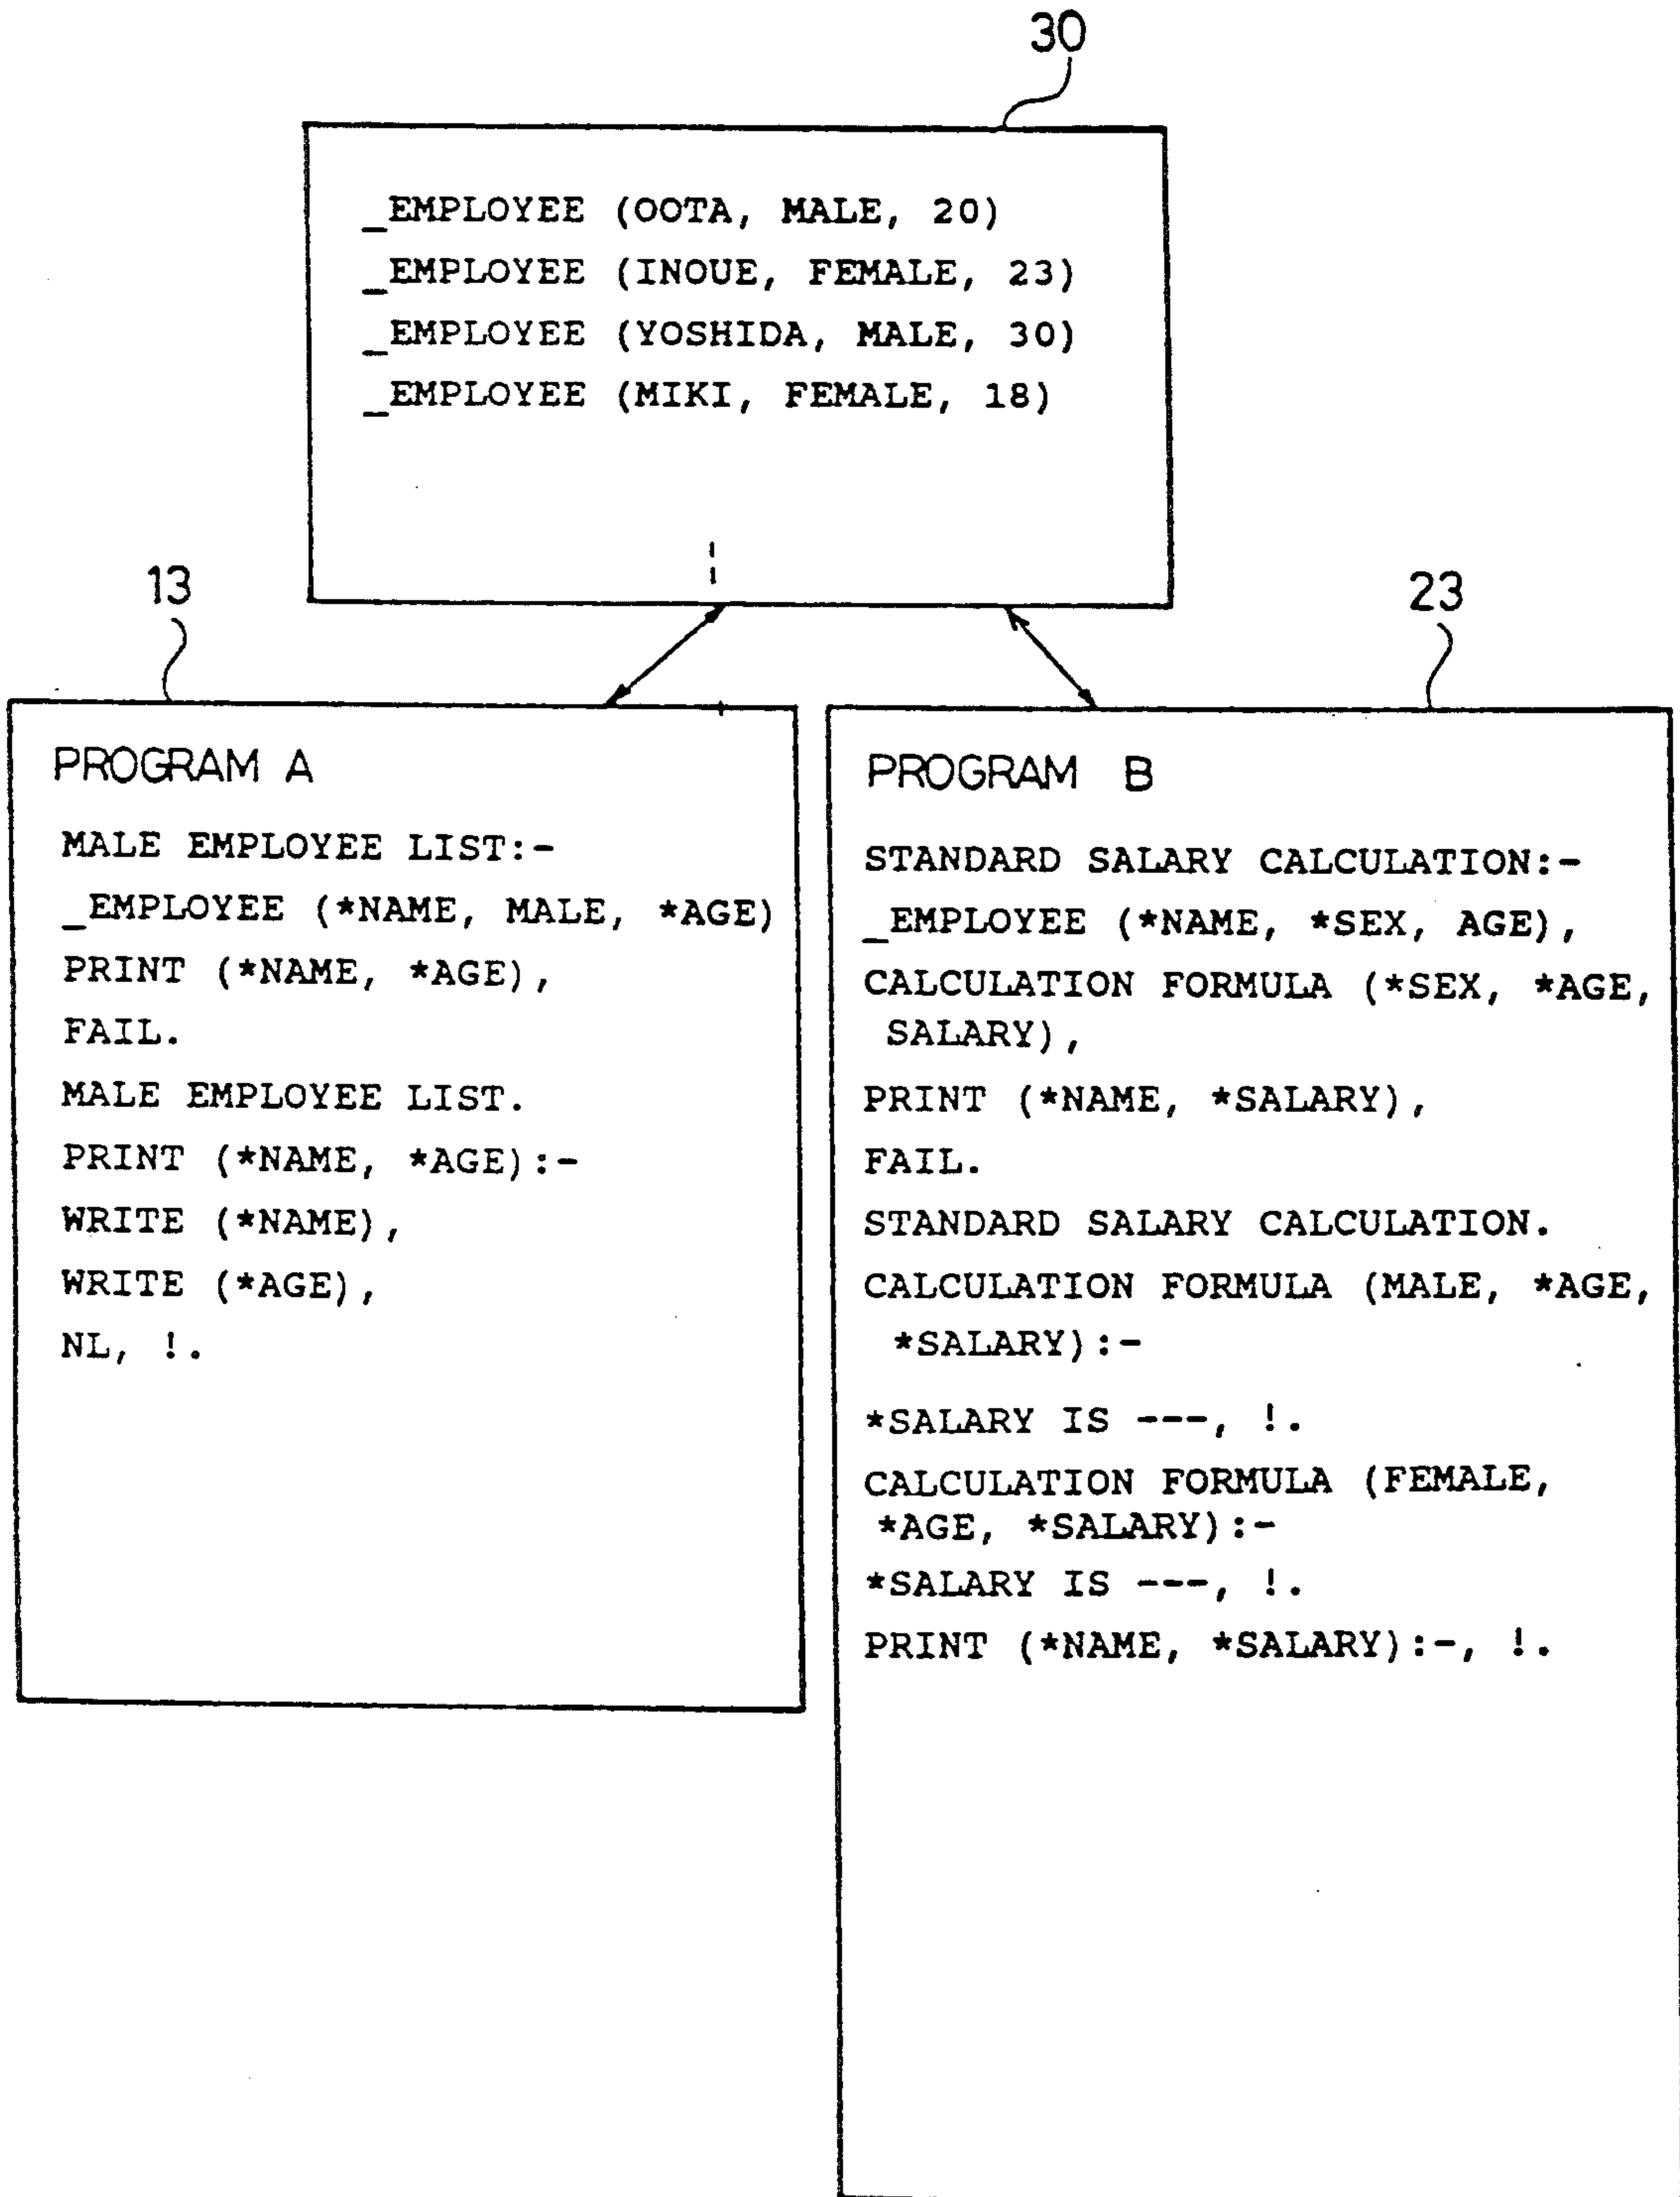 30
_EMPLOYEE (OOTA, MALE, 20)
_EMPLOYEE (INOUE, FEMALE, 23)
_EMPLOYEE (YOSHIDA, MALE, 30)
_EMPLOYEE (MIKI, FEMALE, 18)
13
PROGRAM A
MALE EMPLOYEE LIST:-
_EMPLOYEE (*NAME, MALE, *AGE)
PRINT (*NAME, *AGE),
FAIL.
MALE EMPLOYEE LIST.
PRINT (*NAME, *AGE):-
WRITE (*NAME),
WRITE (*AGE),
NL, !.
23
PROGRAM B
STANDARD SALARY CALCULATION:-
_EMPLOYEE (*NAME, *SEX, AGE),
CALCULATION FORMULA (*SEX, *AGE,
SALARY),
PRINT (*NAME, *SALARY),
FAIL.
STANDARD SALARY CALCULATION.
CALCULATION FORMULA (MALE, *AGE,
*SALARY):-
*SALARY IS ---, !.
CALCULATION FORMULA (FEMALE,
*AGE, *SALARY):-
*SALARY IS ---, !.
PRINT (*NAME, *SALARY):-, !.